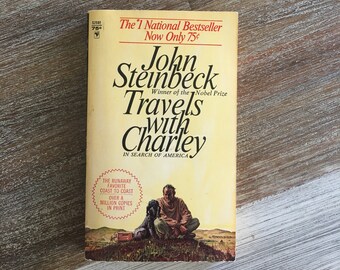 75¢
The #1 National Bestseller
Now Only 75¢
John
Steinbeck
Winner of the Nobel Prize
Travels
with
Charley
IN SEARCH OF AMERICA
THE RUNAWAY
FAVORITE
COAST TO COAST
OVER A
MILLION COPIES
IN PRINT